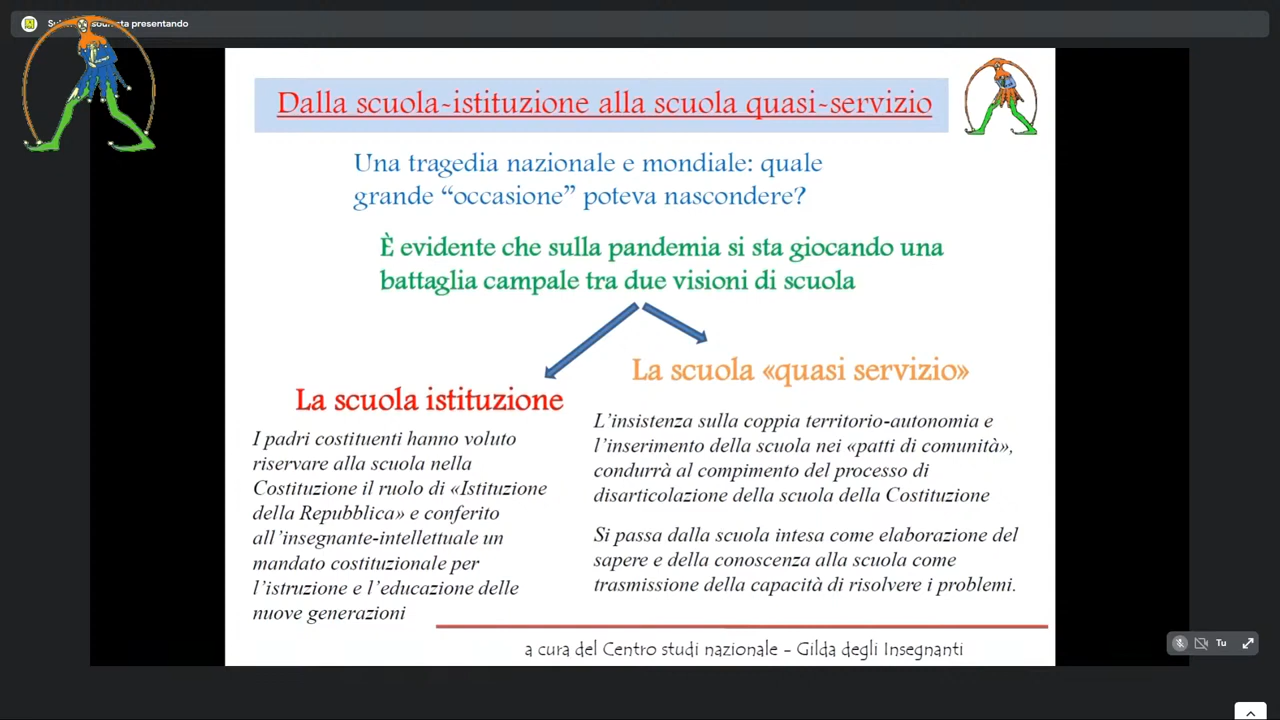 sta presentando
Dalla scuola-istituzione alla scuola quasi-servizio
Una tragedia nazionale e mondiale: quale
grande “occasione” poteva nascondere?
È evidente che sulla pandemia si sta giocando una
battaglia campale tra due visioni di scuola
La scuola istituzione
I padri costituenti hanno voluto
riservare alla scuola nella
Costituzione il ruolo di «Istituzione
della Repubblica» e conferito
all’insegnante-intellettuale un
mandato costituzionale per
l’istruzione e l’educazione delle
nuove generazioni
La scuola «quasi servizio»
L’insistenza sulla coppia territorio-autonomia e
l’inserimento della scuola nei «patti di comunità»,
condurrà al compimento del processo di
disarticolazione della scuola della Costituzione
Si passa dalla scuola intesa come elaborazione del
sapere e della conoscenza alla scuola come
trasmissione della capacità di risolvere i problemi.
a cura del Centro studi nazionale - Gilda degli Insegnanti
Tu